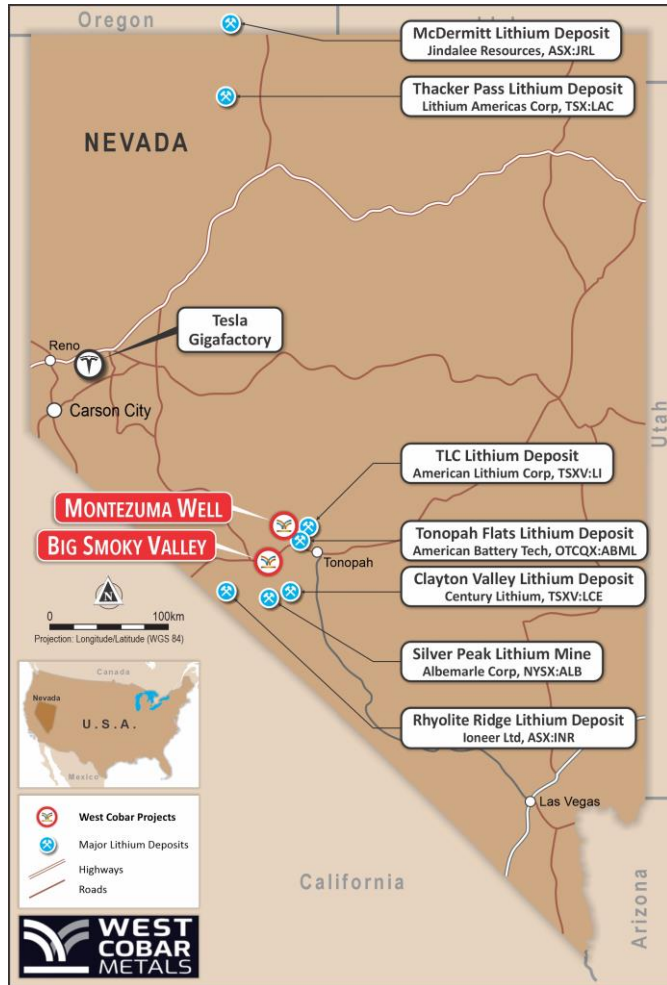 Oregon
McDermitt Lithium Deposit
Jindalee Resources, ASX:JRL
Thacker Pass Lithium Deposit
Lithium Americas Corp, TSX:LAC
NEVADA
Tesla
Gigafactory
Reno
Carson City
Utah
TLC Lithium Deposit
American Lithium Corp, TSXV:LI
MONTEZUMA WELL
Tonopah Flats Lithium Deposit
American Battery Tech, OTCQX:ABML
BIG SMOKY VALLEY
Tonopah
Clayton Valley Lithium Deposit
Century Lithium, TSXV:LCE
N
0 100km
Projection: Longitude/Latitude (WGS 84)
Silver Peak Lithium Mine
Albemarle Corp, NYSX:ALB
Rhyolite Ridge Lithium Deposit
Ioneer Ltd, ASX:INR
Canada
Nevada
U.S.A.
Mexico
Las Vegas
West Cobar Projects
Major Lithium Deposits
Highways
Roads
California
Arizona
WEST
COBAR
METALS